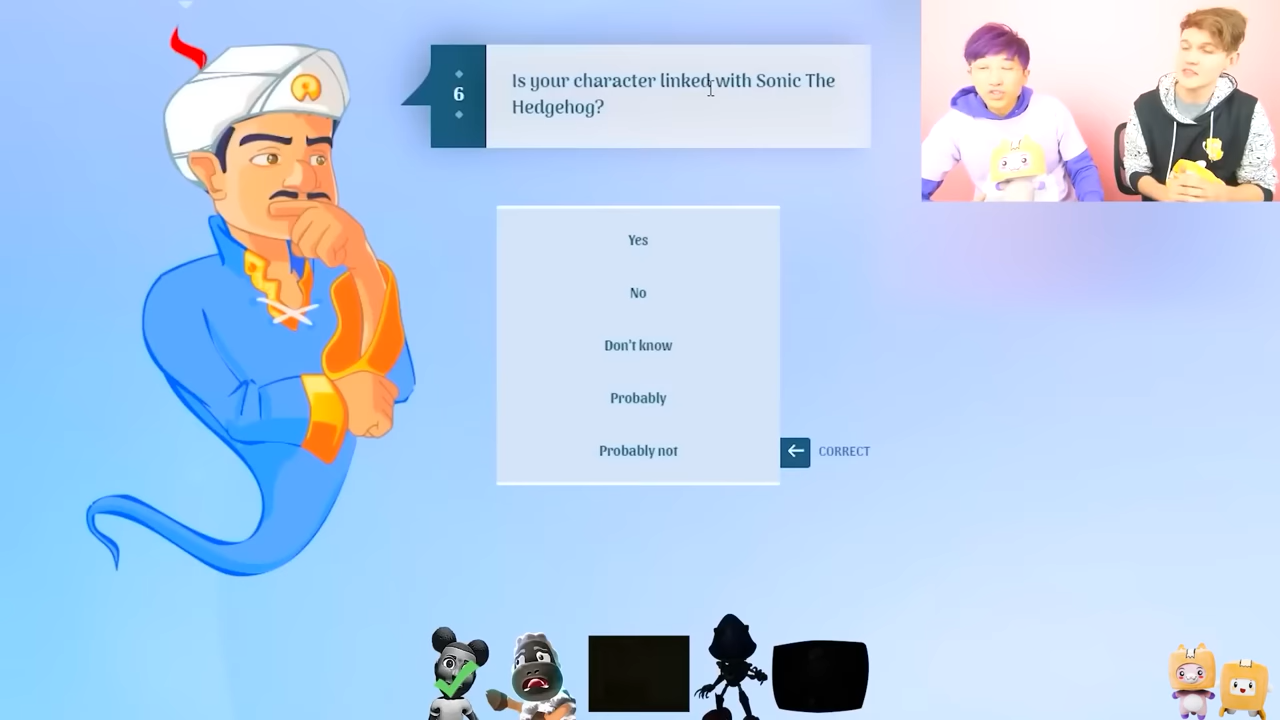 6
Is your character linked with Sonic The
Hedgehog?
Yes
No
Don't know
Probably
Probably not
CORRECT